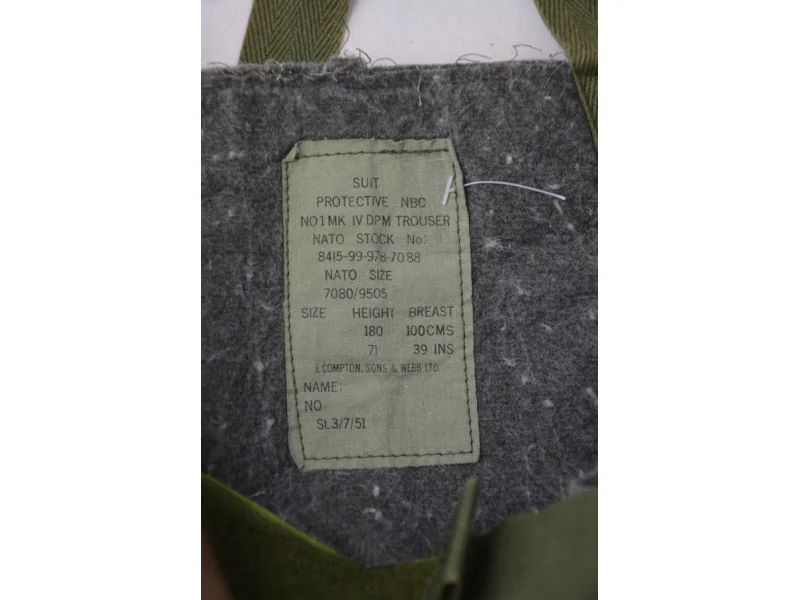 SUIT
PROTECTIVE NBC
NO1 MK IV DPM TROUSER
NATO STOCK No:
8415-99-978-7088
NATO SIZE
7080/9505
SIZE HEIGHT BREAST
180 100CMS
71 39 INS
J. COMPTON, SONS & WEBB LTD.
NAME:
NO
SL3/7/51